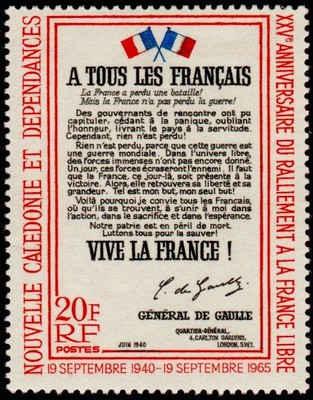 A TOUS LES FRANÇAIS
La France a perdu une bataille!
Mais la France n'a pas perdu la guerre!
Des gouvernants de rencontre ont pu
capituler, cédant à la panique, oubliant
l'honneur, livrant le pays à la servitude.
Cependant, rien n'est perdu!
Rien n'est perdu, parce que cette guerre est
une guerre mondiale. Dans l'univers libre,
des forces immenses n'ont pas encore donné.
Un jour, ces forces écraseront l'ennemi. Il faut
que la France, ce jour-là, soit présente à la
victoire. Alors, elle retrouvera sa liberté et sa
grandeur. Tel est mon but, mon seul but!
Voilà pourquoi je convie tous les Français,
où qu'ils se trouvent, à s'unir à moi dans
l'action, dans le sacrifice et dans l'espérance.
Notre patrie est en péril de mort.
Luttons tous pour la sauver!
VIVE LA FRANCE !
C. de Gaulle
GÉNÉRAL DE GAULLE
QUARTIER-GÉNÉRAL,
4, CARLTON GARDENS,
LONDON, S.W.1.
JUIN 1940
20F
RF
POSTES
NOUVELLE CALÉDONIE ET DÉPENDANCES
XXVe ANNIVERSAIRE DU RALLIEMENT A LA FRANCE LIBRE
19 SEPTEMBRE 1940-19 SEPTEMBRE 1965